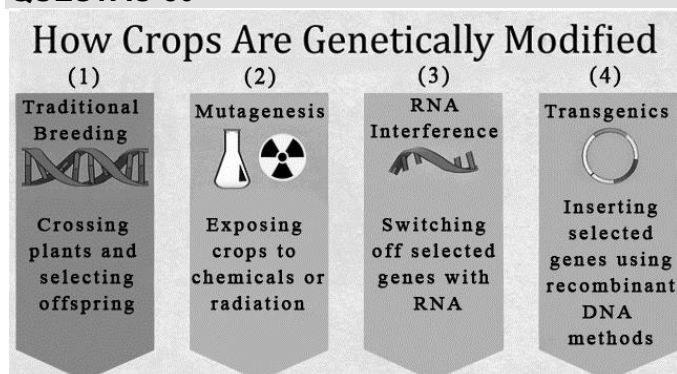 How Crops Are Genetically Modified
(1)
Traditional
Breeding
Crossing
plants and
selecting
offspring
(2)
Mutagenesis
Exposing
crops to
chemicals or
radiation
(3)
RNA
Interference
Switching
off selected
genes with
RNA
(4)
Transgenics
Inserting
selected
genes using
recombinant
DNA
methods